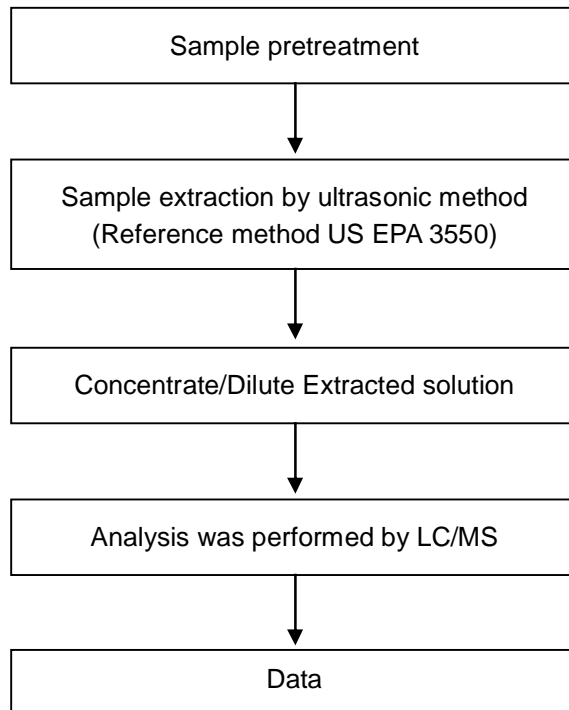 Sample pretreatment
Sample extraction by ultrasonic method
(Reference method US EPA 3550)
Concentrate/Dilute Extracted solution
Analysis was performed by LC/MS
Data